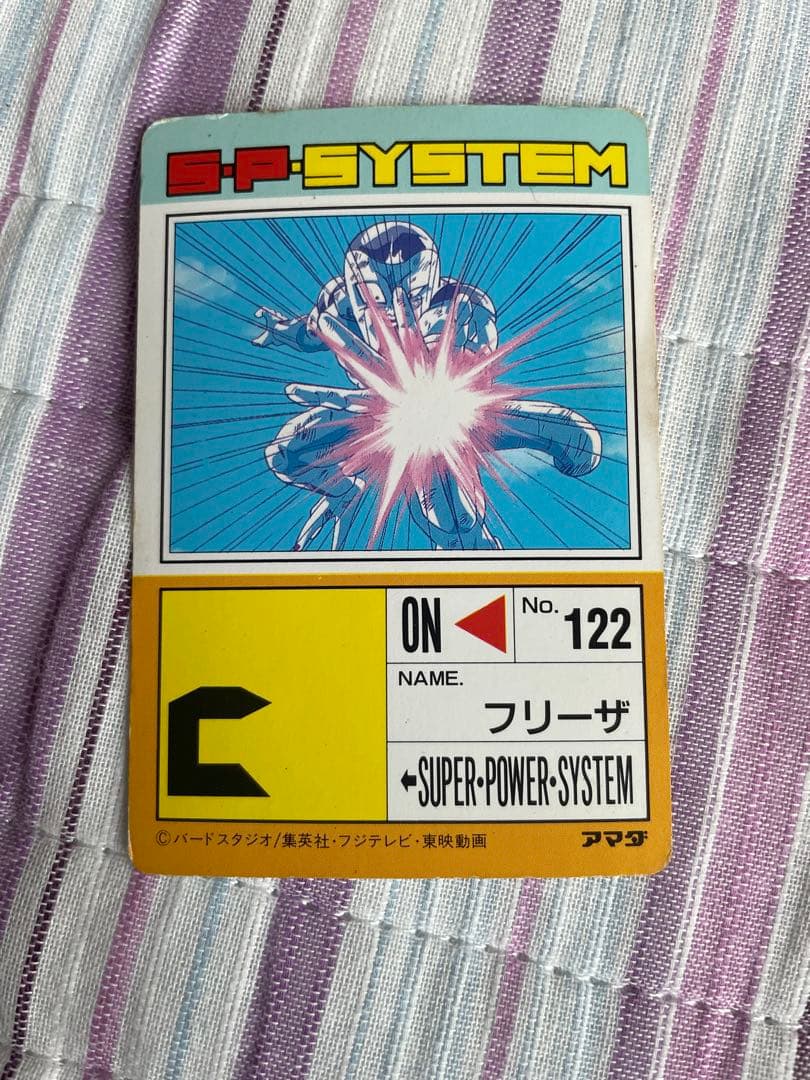 S·P·SYSTEM
ON
No. 122
NAME.
フリーザ
←SUPER·POWER·SYSTEM
©バードスタジオ/集英社・フジテレビ・東映動画
アマダ